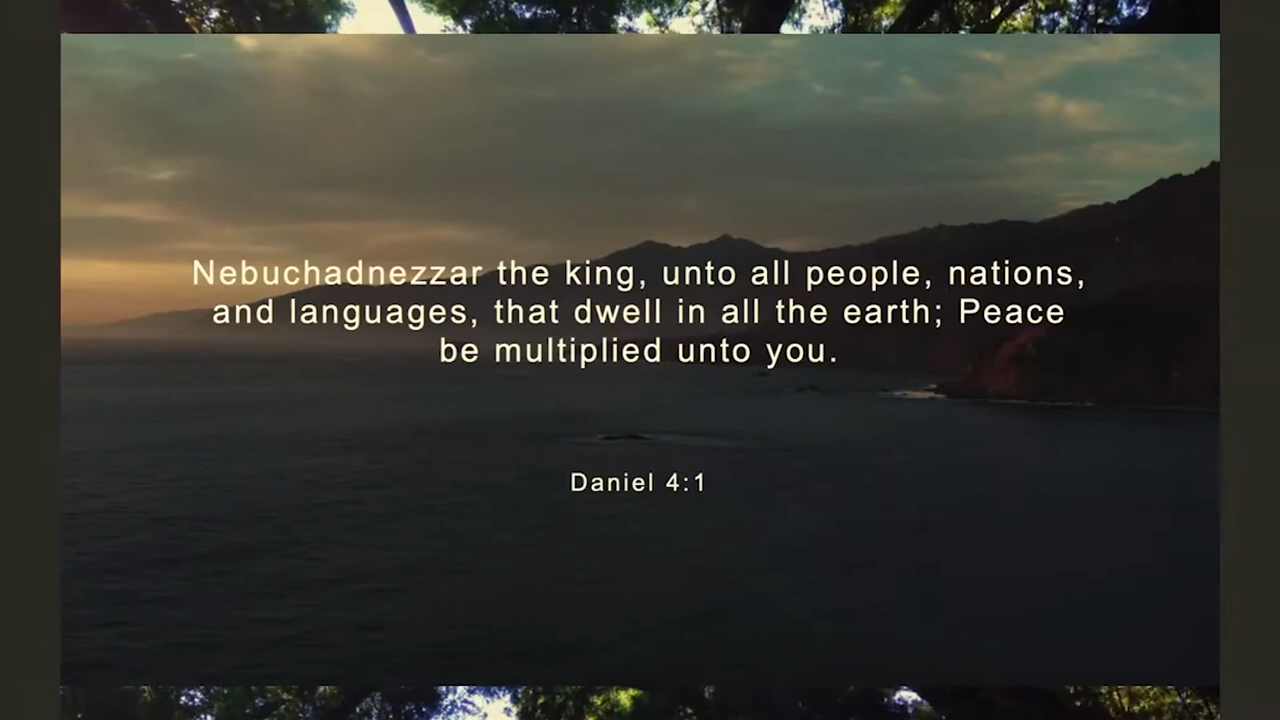 Nebuchadnezzar the king, unto all people, nations,
and languages, that dwell in all the earth; Peace
be multiplied unto you.
Daniel 4:1